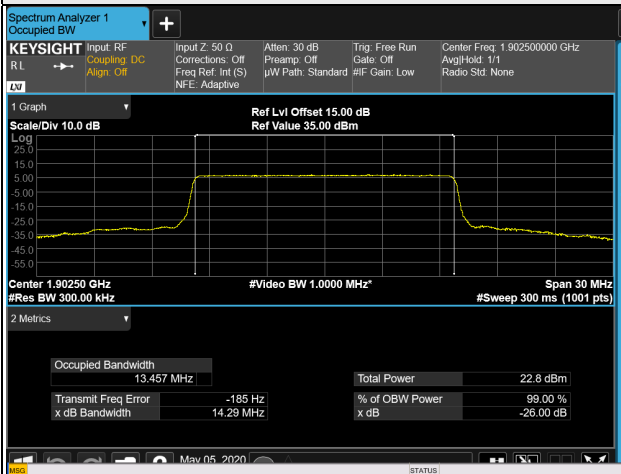 Spectrum Analyzer 1
Occupied BW
KEYSIGHT Input: RF Input Z: 50 Ω Atten: 30 dB Trig: Free Run Center Freq: 1.902500000 GHz
RL Coupling: DC Corrections: Off Preamp: Off Gate: Off Avg|Hold: 1/1
Align: Off Freq Ref: Int (S) µW Path: Standard #IF Gain: Low Radio Std: None
LXI NFE: Adaptive
1 Graph
Ref Lvl Offset 15.00 dB
Scale/Div 10.0 dB Ref Value 35.00 dBm
Log
25.0
15.0
5.00
-5.00
-15.0
-25.0
-35.0
-45.0
-55.0
Center 1.90250 GHz #Video BW 1.0000 MHz* Span 30 MHz
#Res BW 300.00 kHz #Sweep 300 ms (1001 pts)
2 Metrics
Occupied Bandwidth
13.457 MHz Total Power 22.8 dBm
Transmit Freq Error -185 Hz % of OBW Power 99.00 %
x dB Bandwidth 14.29 MHz x dB -26.00 dB
May 05, 2020
MSG STATUS